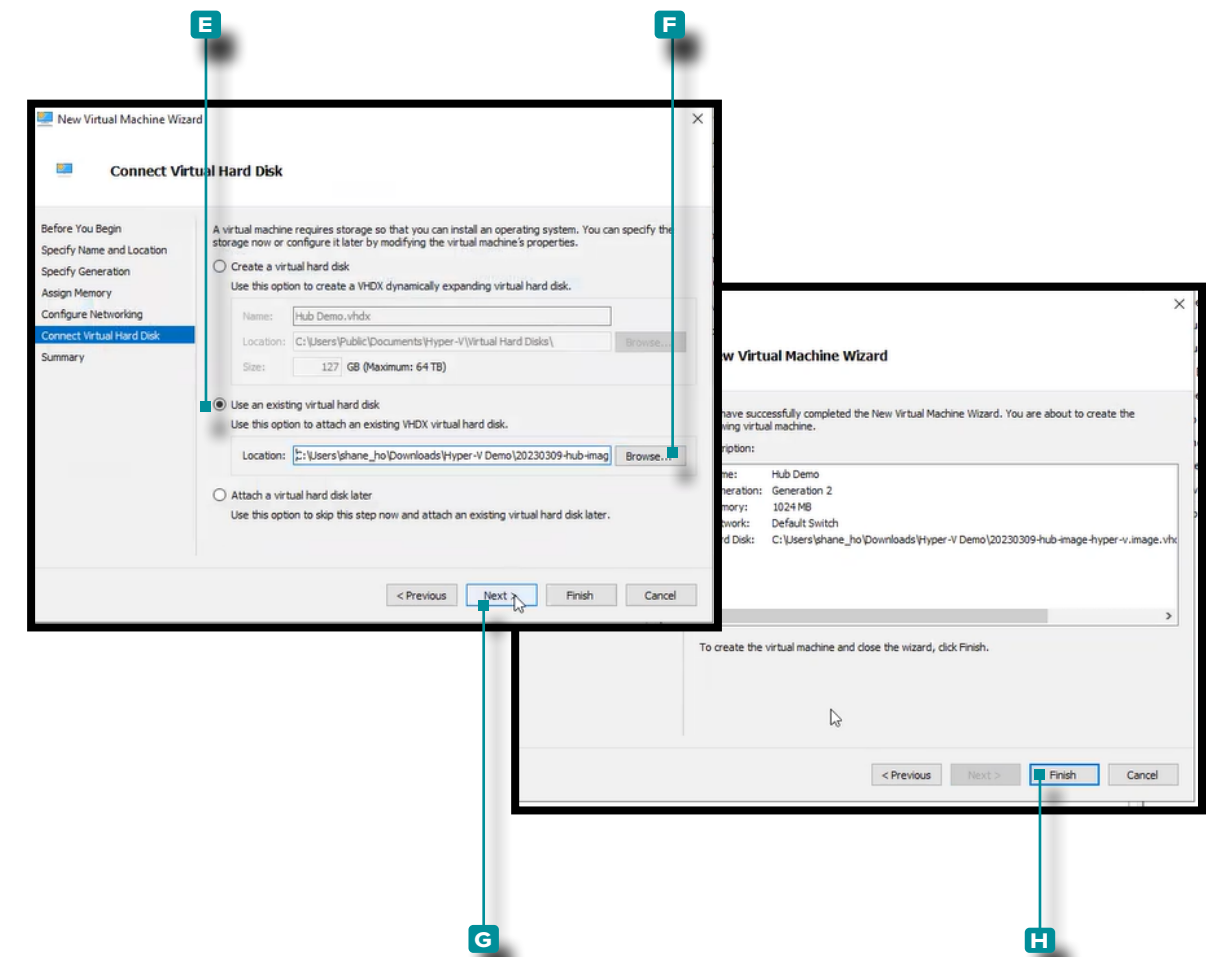 E
F
New Virtual Machine Wizard
Connect Virtual Hard Disk
Before You Begin
Specify Name and Location
Specify Generation
Assign Memory
Configure Networking
Connect Virtual Hard Disk
Summary
A virtual machine requires storage so that you can install an operating system. You can specify the
storage now or configure it later by modifying the virtual machine's properties.
Create a virtual hard disk
Use this option to create a VHDX dynamically expanding virtual hard disk.
Name: Hub Demo.vhdx
Location: C:\Users\Public\Documents\Hyper-V\Virtual Hard Disks\ Browse...
Size: 127 GB (Maximum: 64 TB)
Use an existing virtual hard disk
Use this option to attach an existing VHDX virtual hard disk.
Location: C:\Users\shane_ho\Downloads\Hyper-V Demo\20230309-hub-imag Browse...
Attach a virtual hard disk later
Use this option to skip this step now and attach an existing virtual hard disk later.
< Previous Next > Finish Cancel
ew Virtual Machine Wizard
have successfully completed the New Virtual Machine Wizard. You are about to create the
wing virtual machine.
ription:
me: Hub Demo
neration: Generation 2
mory: 1024 MB
twork: Default Switch
rd Disk: C:\Users\shane_ho\Downloads\Hyper-V Demo\20230309-hub-image-hyper-v.image.vhd
To create the virtual machine and close the wizard, click Finish.
< Previous Next > Finish Cancel
G
H